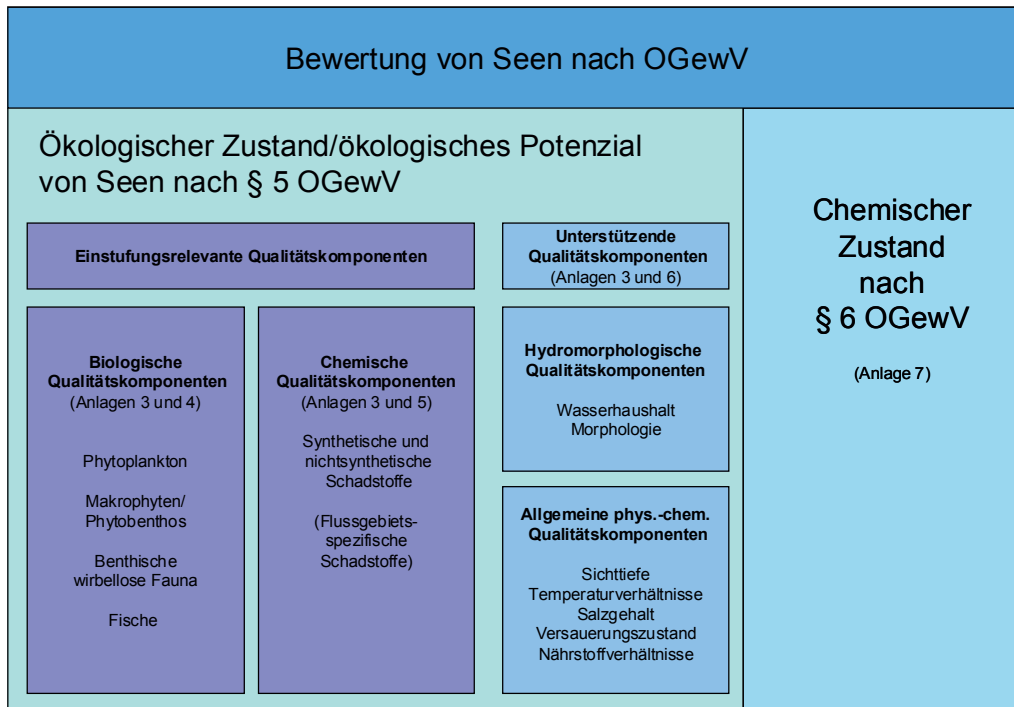 Bewertung von Seen nach OGewV
Ökologischer Zustand/ökologisches Potenzial
von Seen nach § 5 OGewV
Einstufungsrelevante Qualitätskomponenten
Biologische
Qualitätskomponenten
(Anlagen 3 und 4)
Phytoplankton
Makrophyten/
Phytobenthos
Benthische
wirbellose Fauna
Fische
Chemische
Qualitätskomponenten
(Anlagen 3 und 5)
Synthetische und
nichtsynthetische
Schadstoffe
(Flussgebiets-
spezifische
Schadstoffe)
Unterstützende
Qualitätskomponenten
(Anlagen 3 und 6)
Hydromorphologische
Qualitätskomponenten
Wasserhaushalt
Morphologie
Allgemeine phys.-chem.
Qualitätskomponenten
Sichttiefe
Temperaturverhältnisse
Salzgehalt
Versauerungszustand
Nährstoffverhältnisse
Chemischer
Zustand
nach
§ 6 OGewV
(Anlage 7)